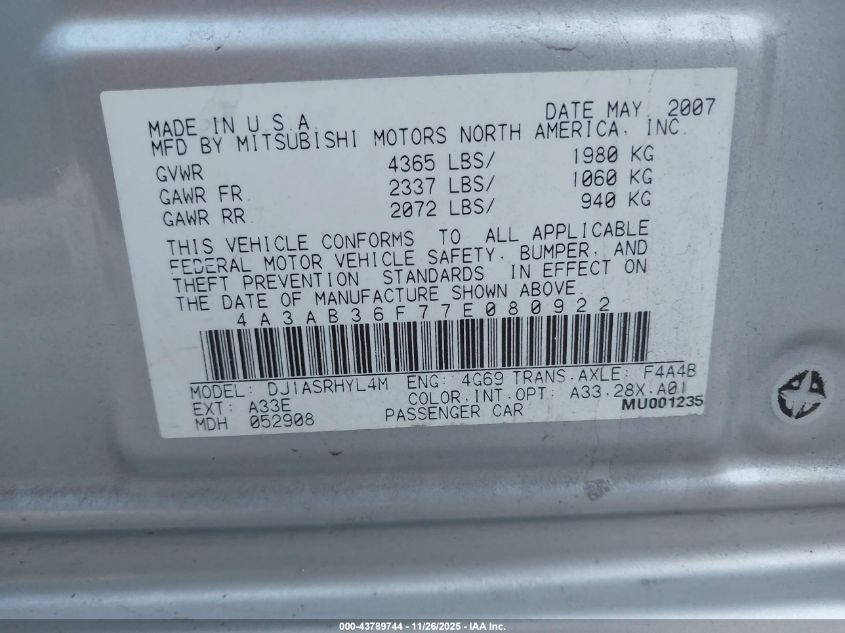 MADE IN U.S.A DATE MAY, 2007
MFD BY MITSUBISHI MOTORS NORTH AMERICA, INC.
GVWR 4365 LBS/ 1980 KG
GAWR FR 2337 LBS/ 1060 KG
GAWR RR 2072 LBS/ 940 KG
THIS VEHICLE CONFORMS TO ALL APPLICABLE
FEDERAL MOTOR VEHICLE SAFETY, BUMPER, AND
THEFT PREVENTION STANDARDS IN EFFECT ON
THE DATE OF MANUFACTURE SHOWN ABOVE
4A3AB36F77E080922
MODEL: DJ1ASRHYL4M ENG: 4G69 TRANS.AXLE: F4A4B
EXT: A33E COLOR.INT.OPT: A33.28X.A01
MDH 052908 PASSENGER CAR MU001235
000-43789744 - 11/26/2025 - IAA Inc.